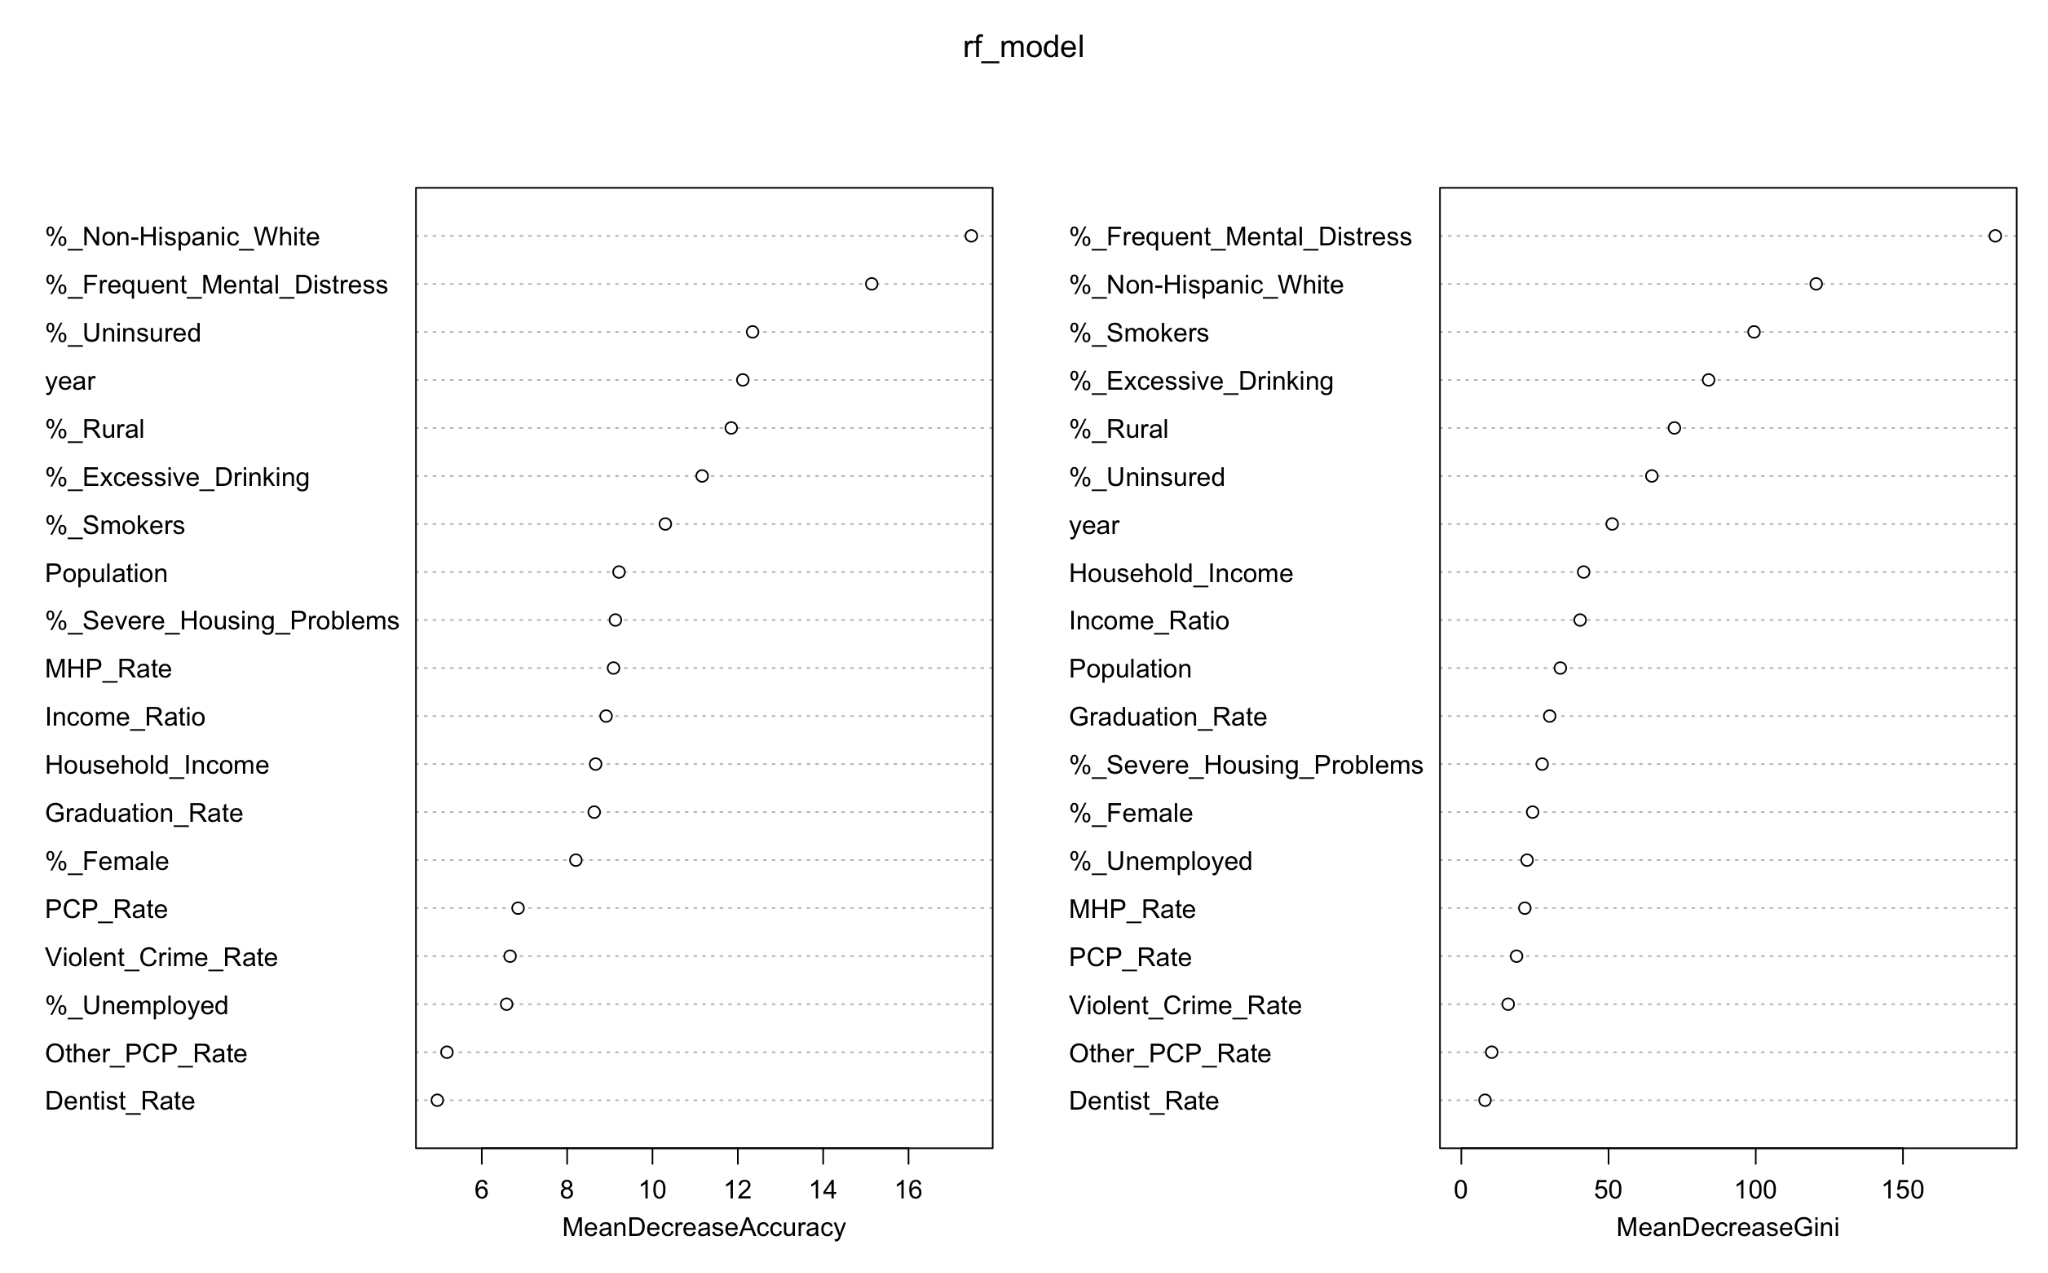 rf_model
%_Non-Hispanic_White
%_Frequent_Mental_Distress
%_Uninsured
year
%_Rural
%_Excessive_Drinking
%_Smokers
Population
%_Severe_Housing_Problems
MHP_Rate
Income_Ratio
Household_Income
Graduation_Rate
%_Female
PCP_Rate
Violent_Crime_Rate
%_Unemployed
Other_PCP_Rate
Dentist_Rate
6 8 10 12 14 16
MeanDecreaseAccuracy
%_Frequent_Mental_Distress
%_Non-Hispanic_White
%_Smokers
%_Excessive_Drinking
%_Rural
%_Uninsured
year
Household_Income
Income_Ratio
Population
Graduation_Rate
%_Severe_Housing_Problems
%_Female
%_Unemployed
MHP_Rate
PCP_Rate
Violent_Crime_Rate
Other_PCP_Rate
Dentist_Rate
0 50 100 150
MeanDecreaseGini